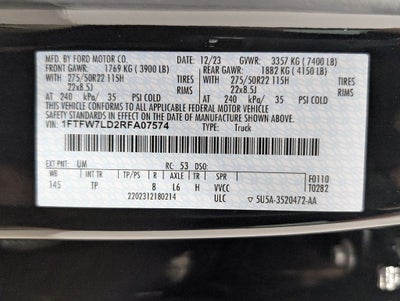 MFD. BY FORD MOTOR CO. 12/23 GVWR: 3357 KG (7400 LB)
FRONT GAWR: 1769 KG (3900 LB) REAR GAWR: 1882 KG (4150 LB)
WITH 275/50R22 115H TIRES WITH 275/50R22 115H TIRES
22x8.5J RIMS 22x8.5J RIMS
AT 240 kPa/ 35 PSI COLD AT 240 kPa/ 35 PSI COLD
THIS VEHICLE CONFORMS TO ALL APPLICABLE FEDERAL MOTOR VEHICLE
SAFETY STANDARDS IN EFFECT ON THE DATE OF MANUFACTURE SHOWN ABOVE.
VIN: 1FTFW7LD2RFA07574 TYPE: Truck
EXT PNT: UM RC: 53 DSO: F0110
WB INT TR TP/PS R AXLE TR SPR T0282
145 TP 8 L6 H VVCC
2202312180214 ULC ▽ 5U5A-3520472-AA